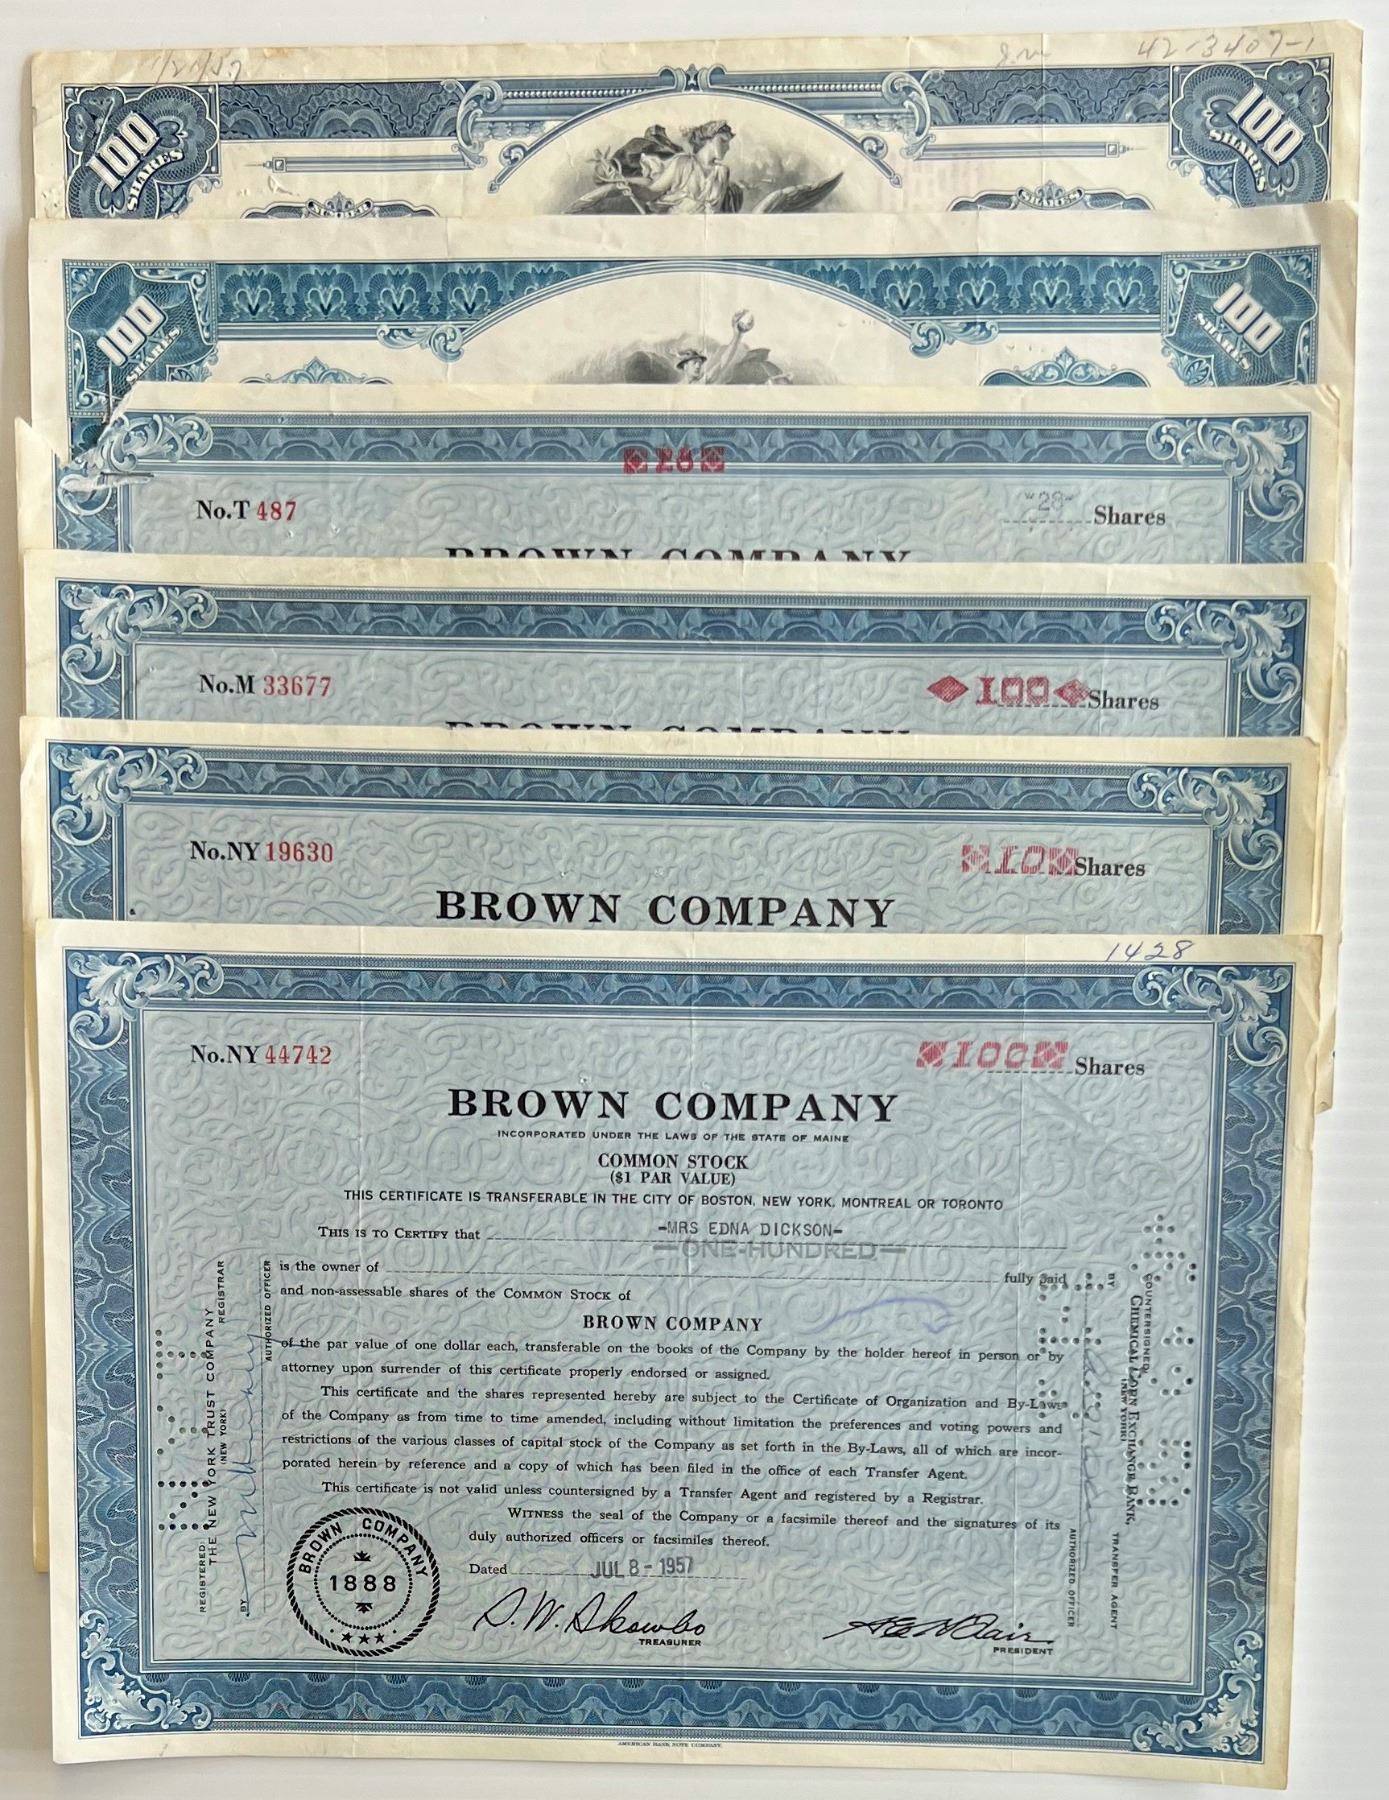 1/21/57
42-3407-1
100 SHARES
100 SHARES
SHARES
100 SHARES
100 SHARES
28
No.T 487
"28" Shares
BROWN COMPANY
No.M 33677
100 Shares
BROWN COMPANY
No.NY 19630
10 Shares
BROWN COMPANY
1428
No.NY 44742
100 Shares
BROWN COMPANY
INCORPORATED UNDER THE LAWS OF THE STATE OF MAINE
COMMON STOCK
($1 PAR VALUE)
THIS CERTIFICATE IS TRANSFERABLE IN THE CITY OF BOSTON, NEW YORK, MONTREAL OR TORONTO
THIS IS TO CERTIFY that -MRS EDNA DICKSON-
—ONE-HUNDRED—
is the owner of fully paid
and non-assessable shares of the COMMON STOCK of
BROWN COMPANY
of the par value of one dollar each, transferable on the books of the Company by the holder hereof in person or by
attorney upon surrender of this certificate properly endorsed or assigned.
This certificate and the shares represented hereby are subject to the Certificate of Organization and By-Laws
of the Company as from time to time amended, including without limitation the preferences and voting powers and
restrictions of the various classes of capital stock of the Company as set forth in the By-Laws, all of which are incor-
porated herein by reference and a copy of which has been filed in the office of each Transfer Agent.
This certificate is not valid unless countersigned by a Transfer Agent and registered by a Registrar.
WITNESS the seal of the Company or a facsimile thereof and the signatures of its
duly authorized officers or facsimiles thereof.
Dated JUL 8 - 1957
BROWN COMPANY
1888
TREASURER
PRESIDENT
REGISTERED:
THE NEW YORK TRUST COMPANY
(NEW YORK) REGISTRAR
BY
AUTHORIZED OFFICER
COUNTERSIGNED:
CHEMICAL CORN EXCHANGE BANK,
(NEW YORK)
TRANSFER AGENT
BY
AUTHORIZED OFFICER
AMERICAN BANK NOTE COMPANY.